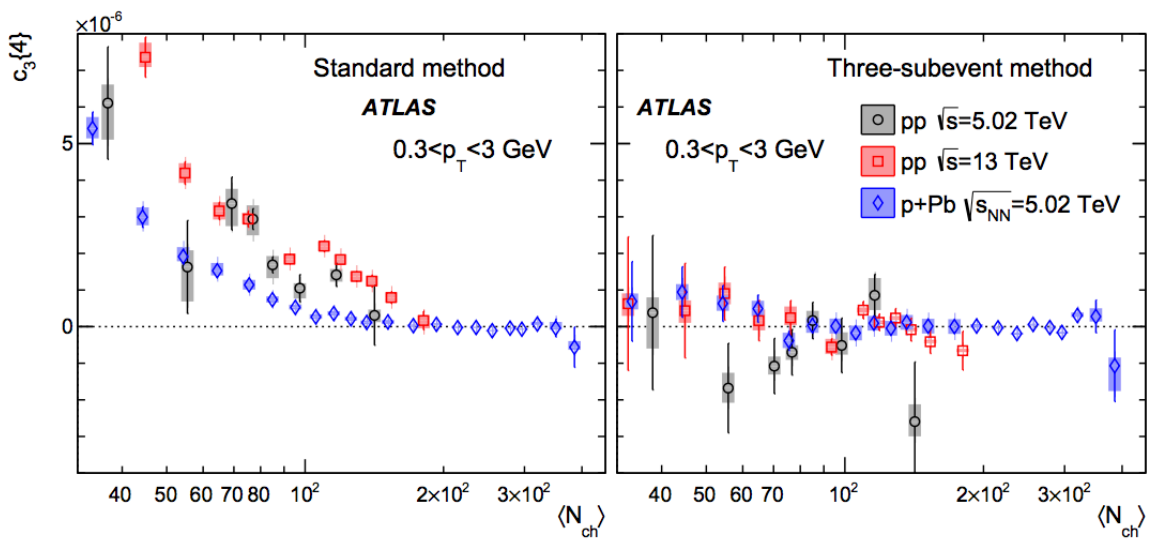 ×10⁻⁶
c₃{4}
Standard method
ATLAS
0.3<p_T<3 GeV
5
0
40 50 60 70 80 10² 2×10² 3×10²
⟨N_ch⟩
Three-subevent method
ATLAS
0.3<p_T<3 GeV
pp √s=5.02 TeV
pp √s=13 TeV
p+Pb √s_NN=5.02 TeV
40 50 60 70 10² 2×10² 3×10²
⟨N_ch⟩